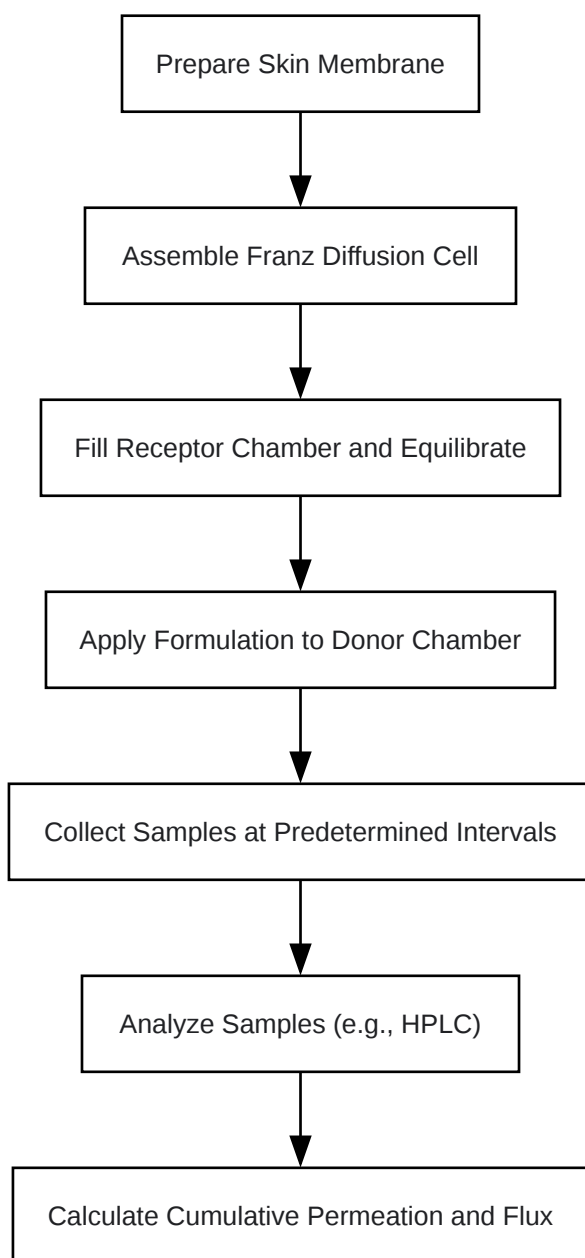 Prepare Skin Membrane
Assemble Franz Diffusion Cell
Fill Receptor Chamber and Equilibrate
Apply Formulation to Donor Chamber
Collect Samples at Predetermined Intervals
Analyze Samples (e.g., HPLC)
Calculate Cumulative Permeation and Flux